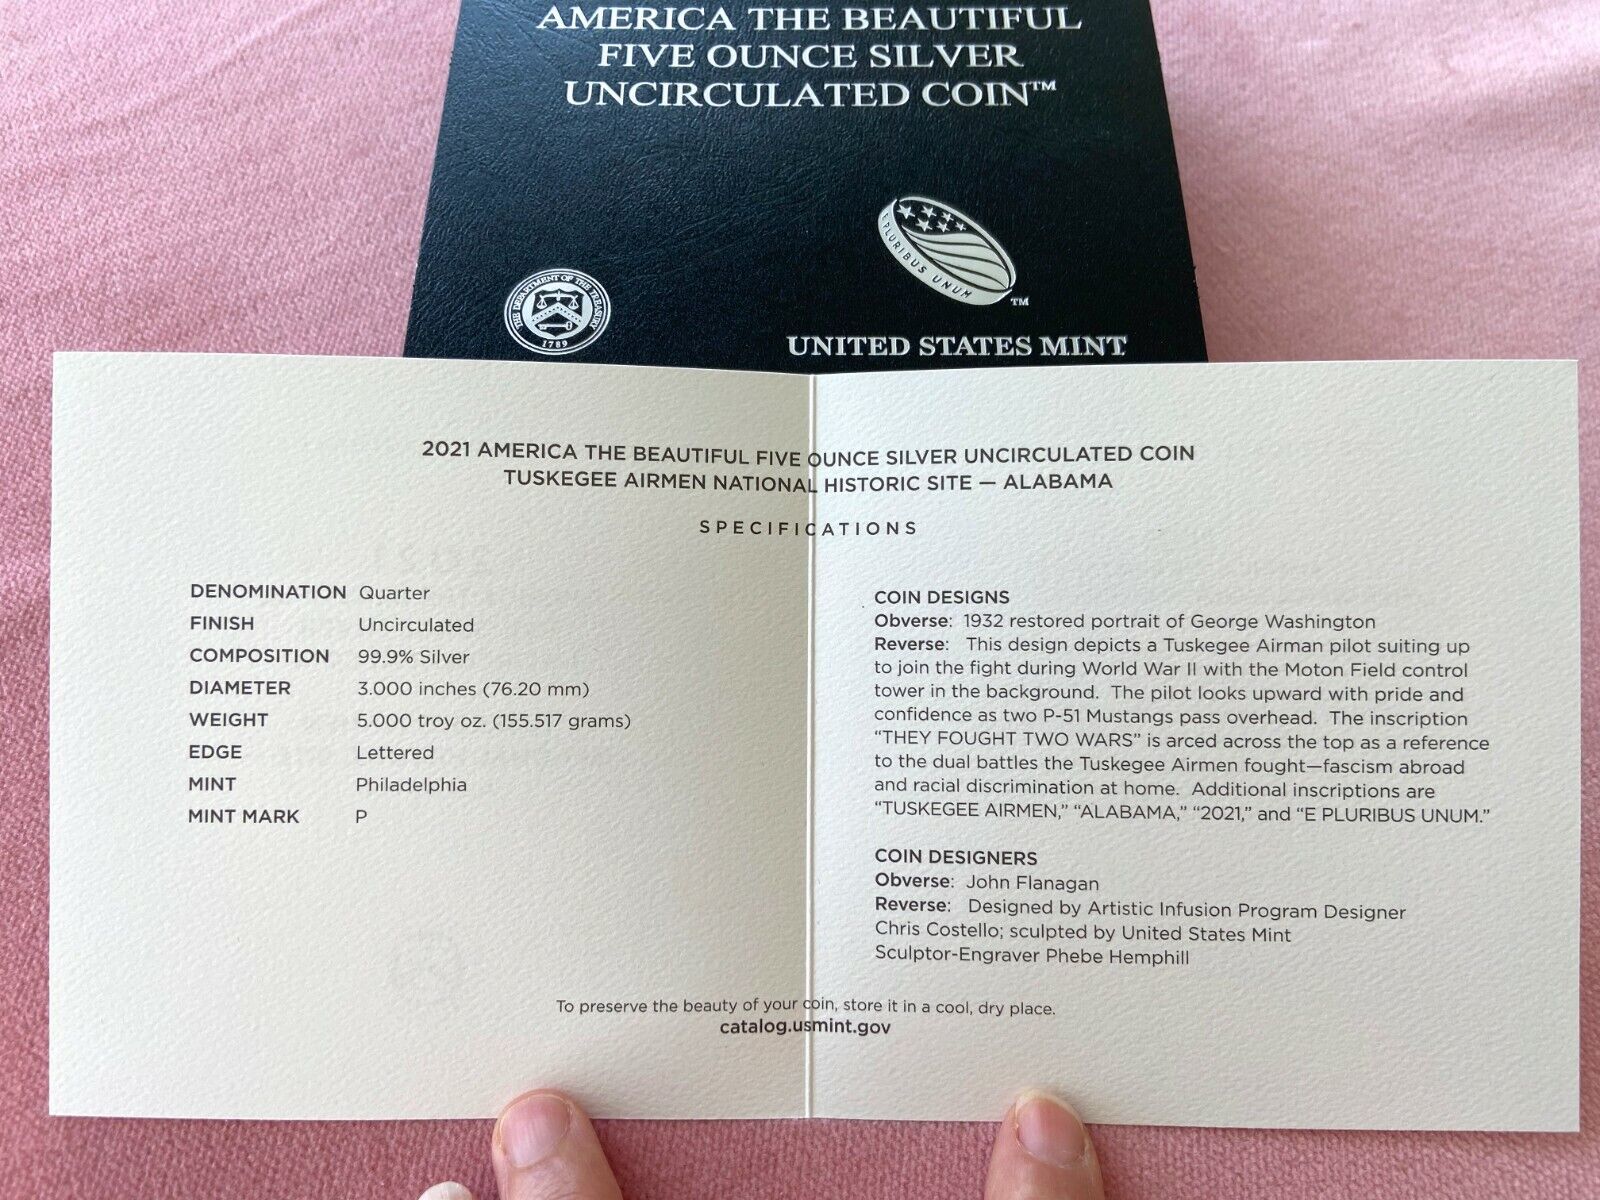 AMERICA THE BEAUTIFUL
FIVE OUNCE SILVER
UNCIRCULATED COIN™
E PLURIBUS UNUM
TM
THE DEPARTMENT OF THE TREASURY
1789
UNITED STATES MINT
2021 AMERICA THE BEAUTIFUL FIVE OUNCE SILVER UNCIRCULATED COIN
TUSKEGEE AIRMEN NATIONAL HISTORIC SITE — ALABAMA
SPECIFICATIONS
DENOMINATION Quarter
FINISH Uncirculated
COMPOSITION 99.9% Silver
DIAMETER 3.000 inches (76.20 mm)
WEIGHT 5.000 troy oz. (155.517 grams)
EDGE Lettered
MINT Philadelphia
MINT MARK P
COIN DESIGNS
Obverse: 1932 restored portrait of George Washington
Reverse: This design depicts a Tuskegee Airman pilot suiting up
to join the fight during World War II with the Moton Field control
tower in the background. The pilot looks upward with pride and
confidence as two P-51 Mustangs pass overhead. The inscription
“THEY FOUGHT TWO WARS” is arced across the top as a reference
to the dual battles the Tuskegee Airmen fought—fascism abroad
and racial discrimination at home. Additional inscriptions are
“TUSKEGEE AIRMEN,” “ALABAMA,” “2021,” and “E PLURIBUS UNUM.”
COIN DESIGNERS
Obverse: John Flanagan
Reverse: Designed by Artistic Infusion Program Designer
Chris Costello; sculpted by United States Mint
Sculptor-Engraver Phebe Hemphill
To preserve the beauty of your coin, store it in a cool, dry place.
catalog.usmint.gov